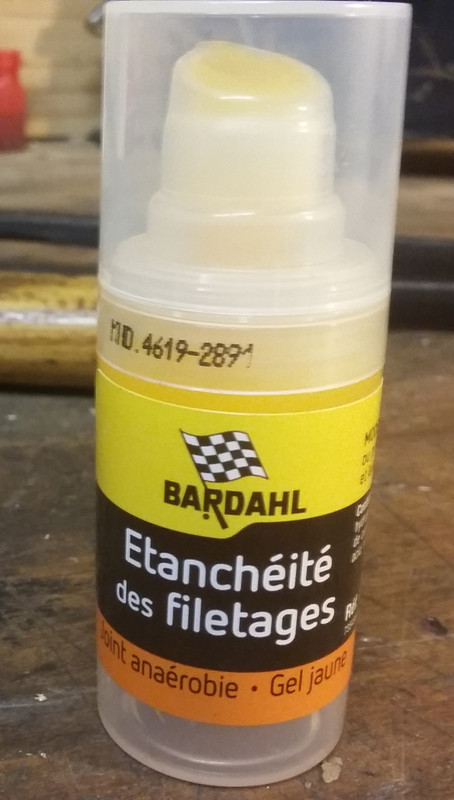 MD.4619-2891
BARDAHL
Etanchéité
des filetages
Joint anaérobie • Gel jaune